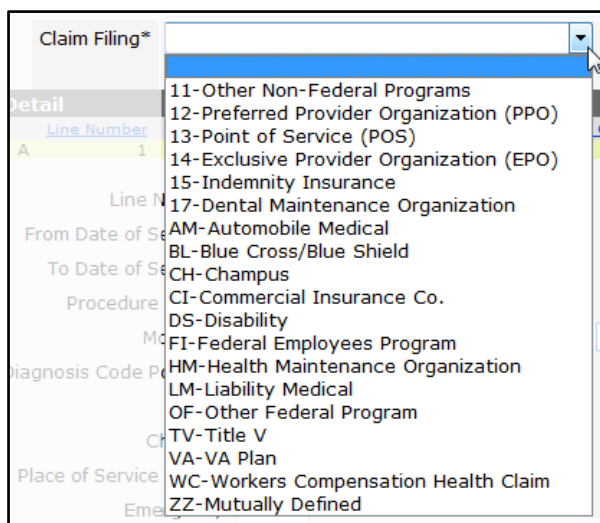 Claim Filing*
11-Other Non-Federal Programs
12-Preferred Provider Organization (PPO)
Detail
Line Number
13-Point of Service (POS)
A 1
14-Exclusive Provider Organization (EPO)
15-Indemnity Insurance
Line N
17-Dental Maintenance Organization
From Date of Se
AM-Automobile Medical
BL-Blue Cross/Blue Shield
To Date of Se
CH-Champus
Procedure
CI-Commercial Insurance Co.
DS-Disability
Mo
FI-Federal Employees Program
Diagnosis Code Po
HM-Health Maintenance Organization
LM-Liability Medical
OF-Other Federal Program
Ch
TV-Title V
Place of Service
VA-VA Plan
WC-Workers Compensation Health Claim
ZZ-Mutually Defined